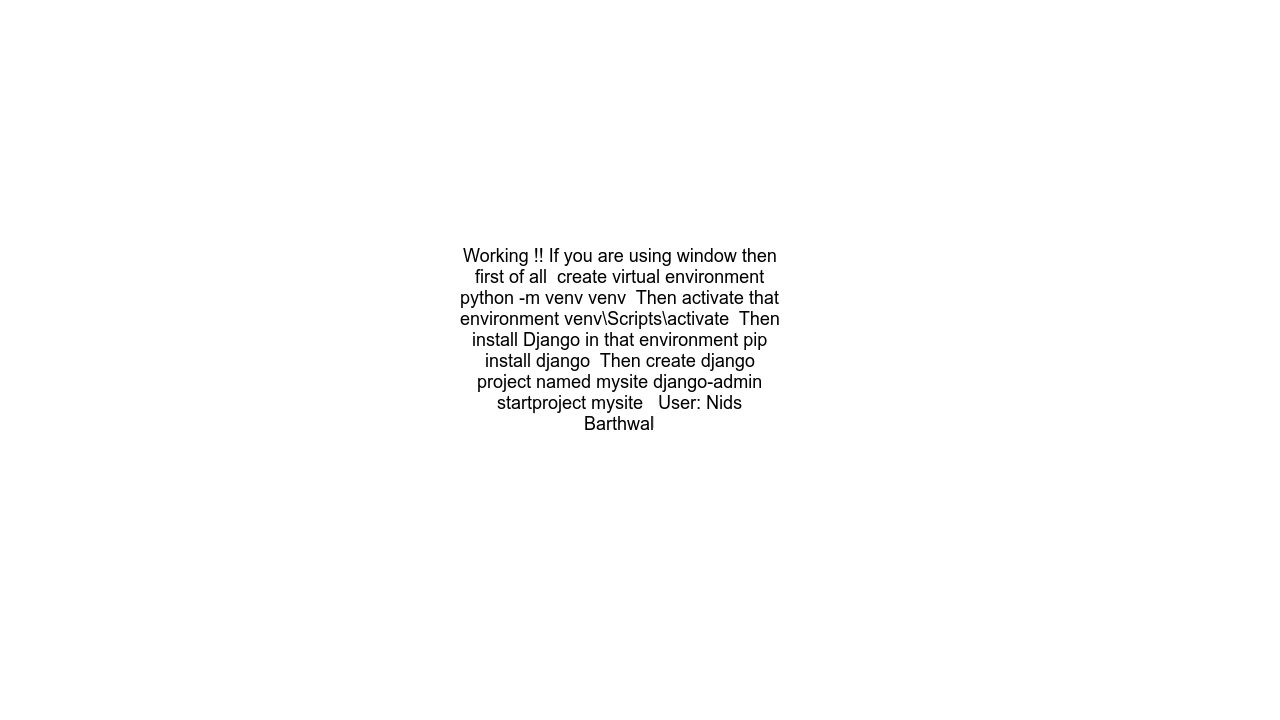 Working !! If you are using window then
first of all  create virtual environment
python -m venv venv  Then activate that
environment venv\Scripts\activate  Then
install Django in that environment pip
install django  Then create django
project named mysite django-admin
startproject mysite   User: Nids
Barthwal